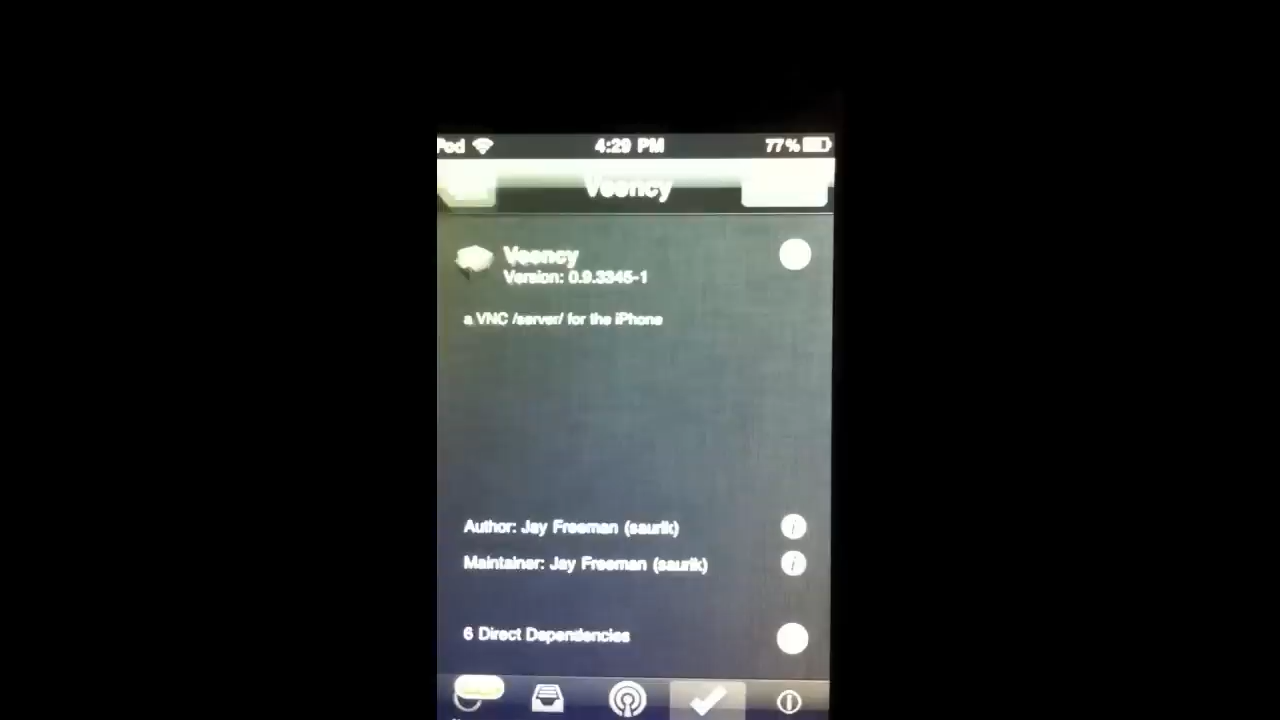 Pod 4:29 PM 77%
Veency
Veency
Version: 0.9.3345-1
a VNC /server/ for the iPhone
Author: Jay Freeman (saurik)
Maintainer: Jay Freeman (saurik)
6 Direct Dependencies